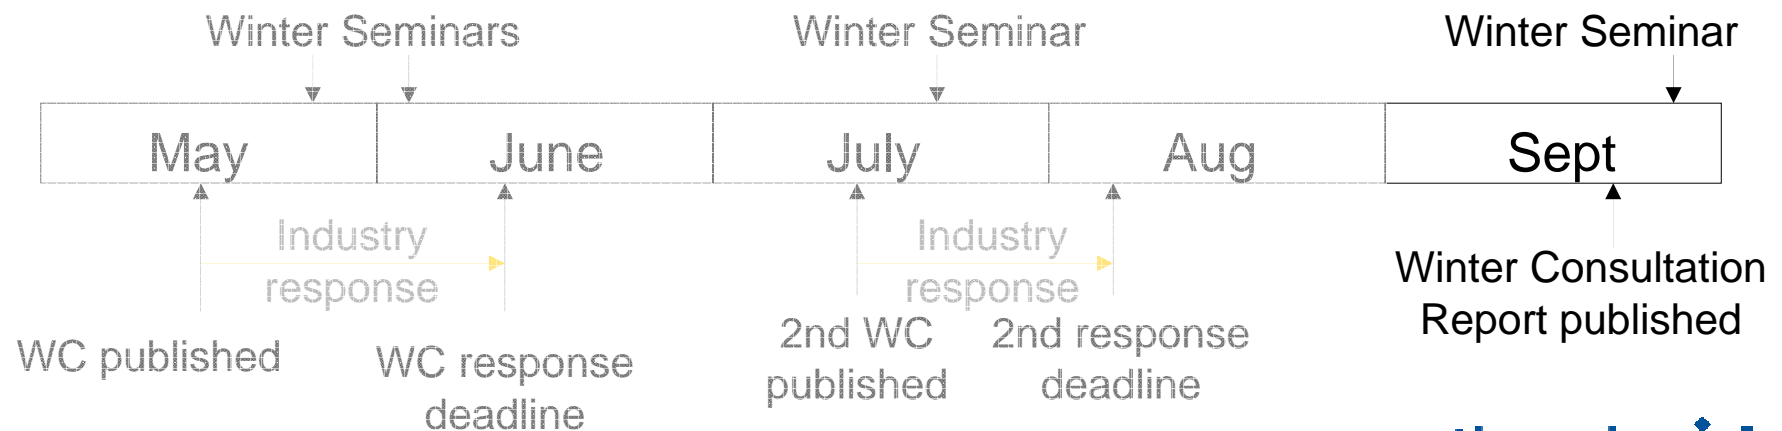 Winter Seminars
Winter Seminar
Winter Seminar
May
June
July
Aug
Sept
Industry
response
Industry
response
WC published
WC response
deadline
2nd WC
published
2nd response
deadline
Winter Consultation
Report published